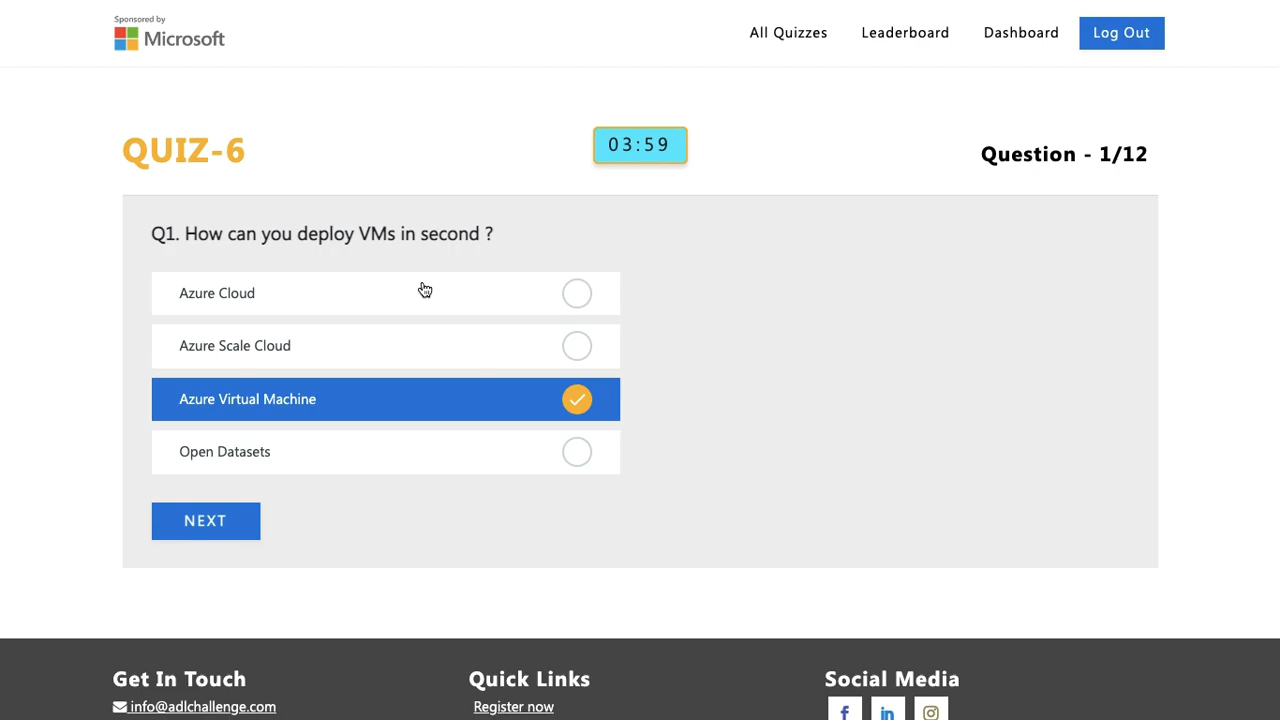 Sponsored by
Microsoft
All Quizzes
Leaderboard
Dashboard
Log Out
QUIZ-6
03:59
Question - 1/12
Q1. How can you deploy VMs in second ?
Azure Cloud
Azure Scale Cloud
Azure Virtual Machine
Open Datasets
NEXT
Get In Touch
Quick Links
Social Media
info@adlchallenge.com
Register now